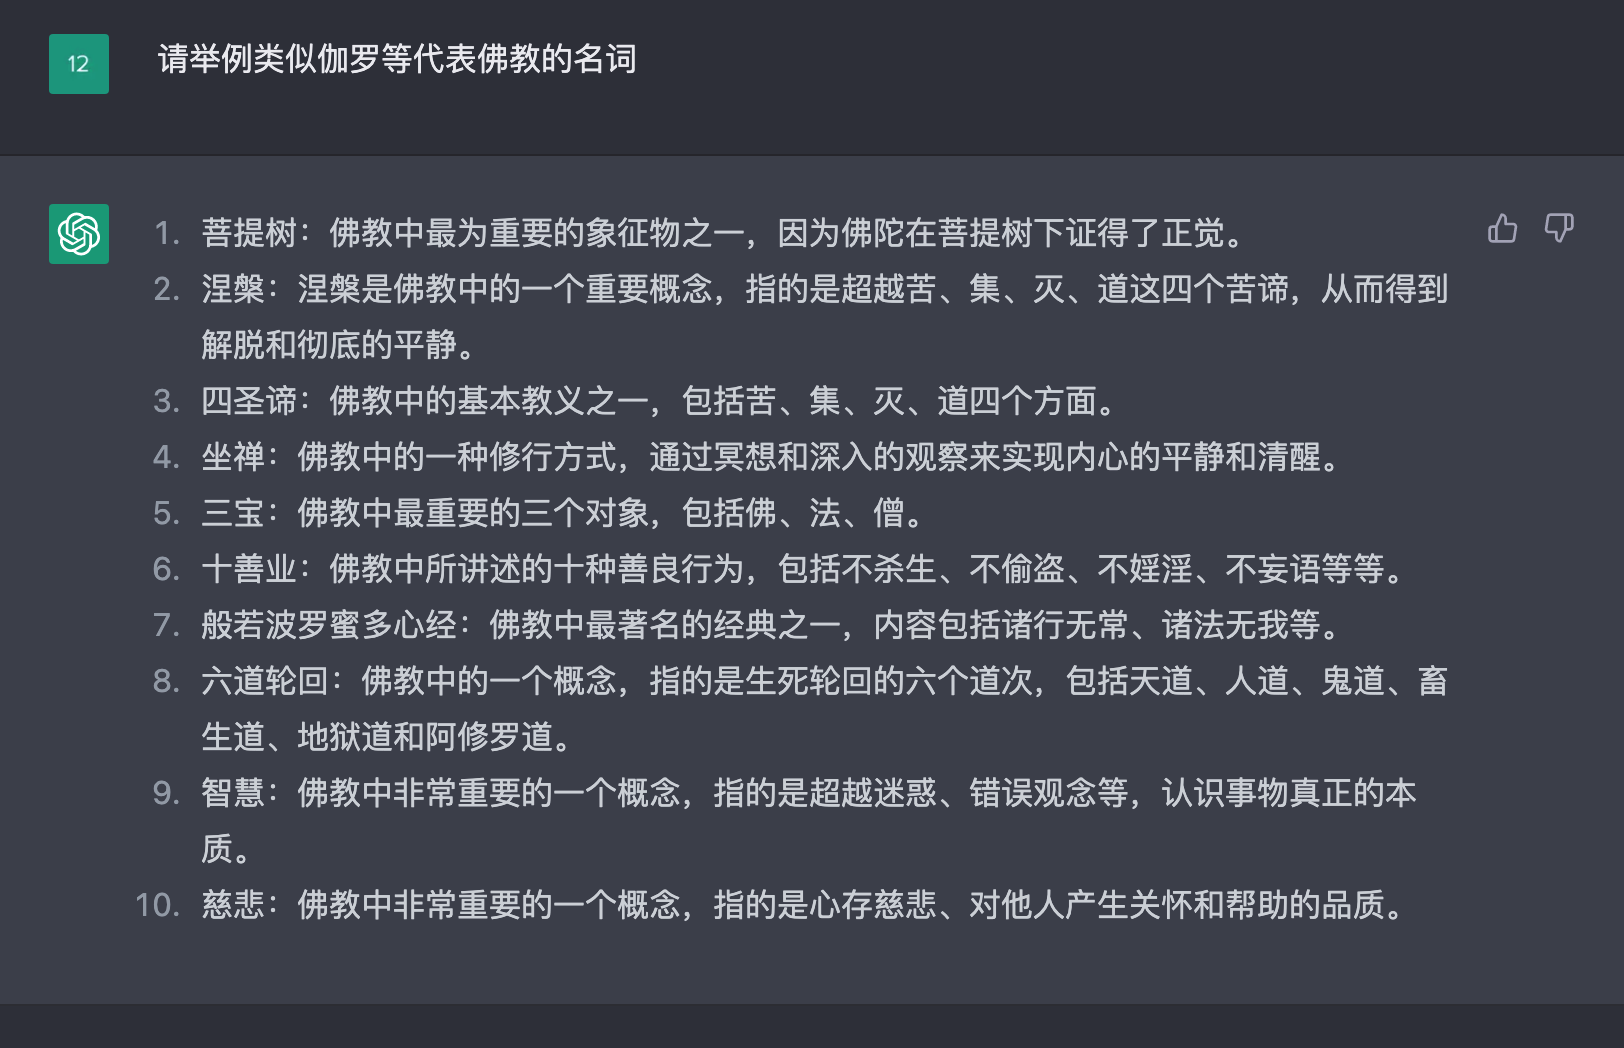 12
请举例类似伽罗等代表佛教的名词
1. 菩提树：佛教中最为重要的象征物之一，因为佛陀在菩提树下证得了正觉。
2. 涅槃：涅槃是佛教中的一个重要概念，指的是超越苦、集、灭、道这四个苦谛，从而得到
解脱和彻底的平静。
3. 四圣谛：佛教中的基本教义之一，包括苦、集、灭、道四个方面。
4. 坐禅：佛教中的一种修行方式，通过冥想和深入的观察来实现内心的平静和清醒。
5. 三宝：佛教中最重要的三个对象，包括佛、法、僧。
6. 十善业：佛教中所讲述的十种善良行为，包括不杀生、不偷盗、不婬淫、不妄语等等。
7. 般若波罗蜜多心经：佛教中最著名的经典之一，内容包括诸行无常、诸法无我等。
8. 六道轮回：佛教中的一个概念，指的是生死轮回的六个道次，包括天道、人道、鬼道、畜
生道、地狱道和阿修罗道。
9. 智慧：佛教中非常重要的一个概念，指的是超越迷惑、错误观念等，认识事物真正的本
质。
10. 慈悲：佛教中非常重要的一个概念，指的是心存慈悲、对他人产生关怀和帮助的品质。